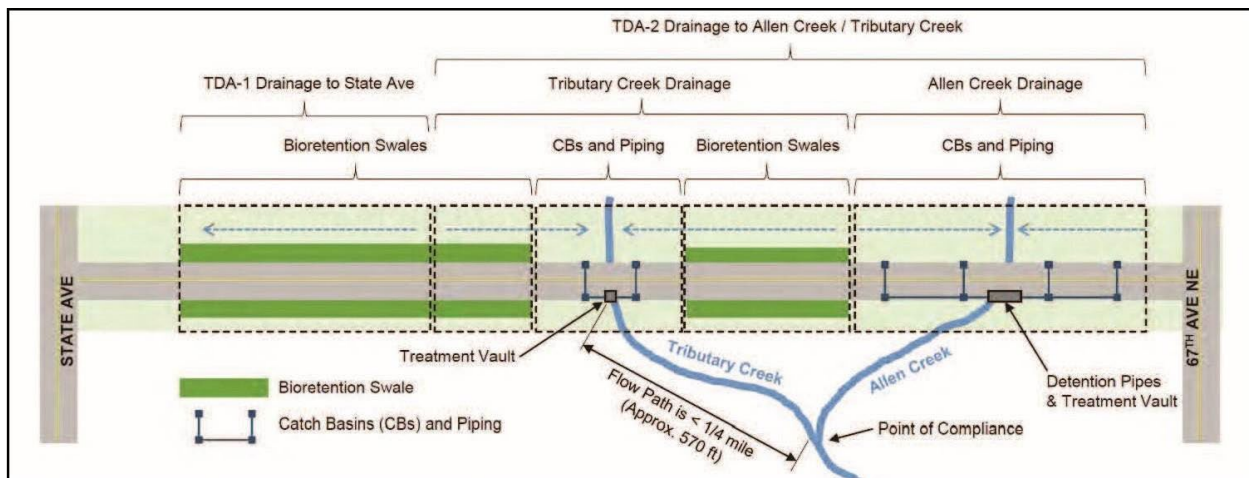 TDA-2 Drainage to Allen Creek / Tributary Creek
TDA-1 Drainage to State Ave
Tributary Creek Drainage
Allen Creek Drainage
Bioretention Swales
CBs and Piping
Bioretention Swales
CBs and Piping
STATE AVE
67TH AVE NE
Treatment Vault
Tributary Creek
Allen Creek
Flow Path is < 1/4 mile
(Approx. 570 ft)
Detention Pipes
& Treatment Vault
Point of Compliance
Bioretention Swale
Catch Basins (CBs) and Piping